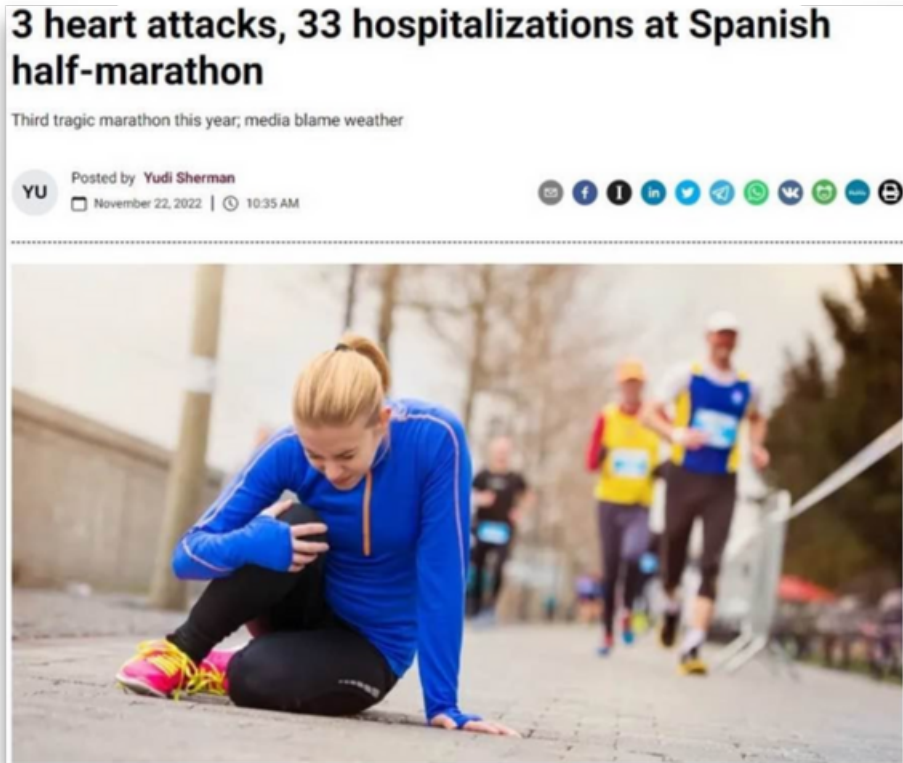 3 heart attacks, 33 hospitalizations at Spanish
half-marathon
Third tragic marathon this year; media blame weather
YU
Posted by Yudi Sherman
November 22, 2022 | 10:35 AM